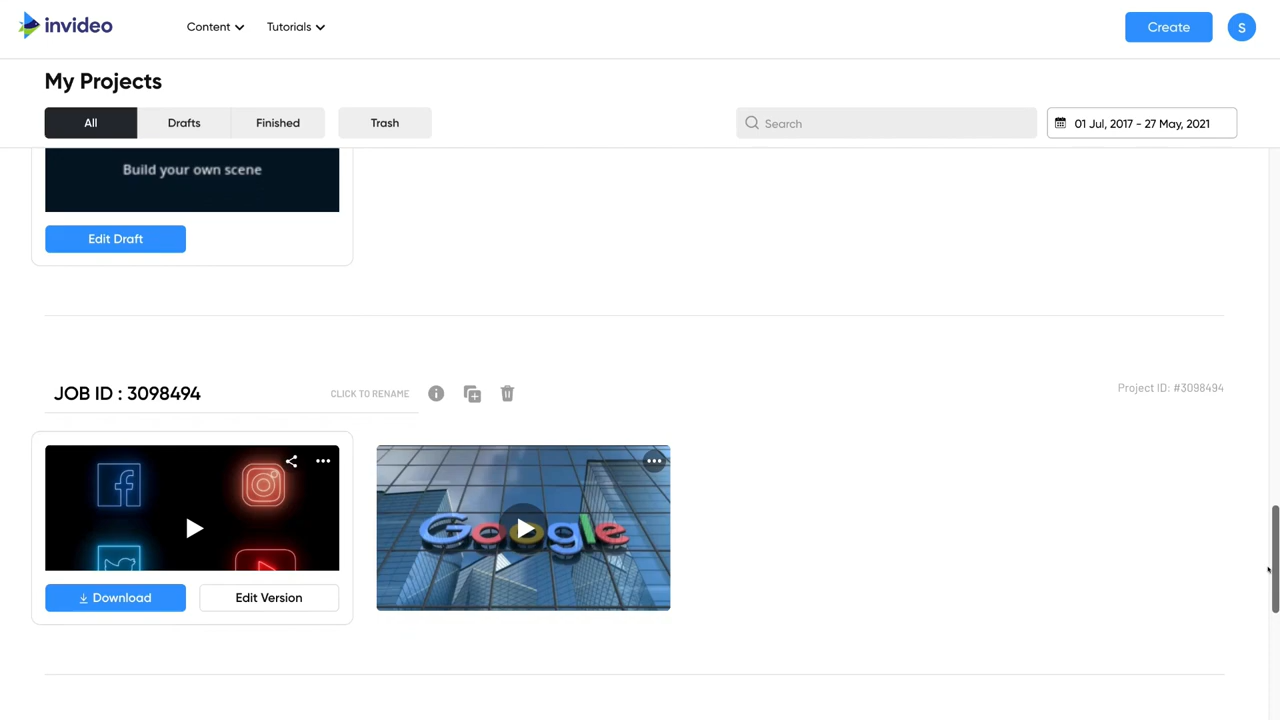 invideo
Content
Tutorials
Create
S
My Projects
All
Drafts
Finished
Trash
Search
01 Jul, 2017 - 27 May, 2021
Build your own scene
Edit Draft
JOB ID : 3098494
CLICK TO RENAME
Project ID: #3098494
Google
Download
Edit Version